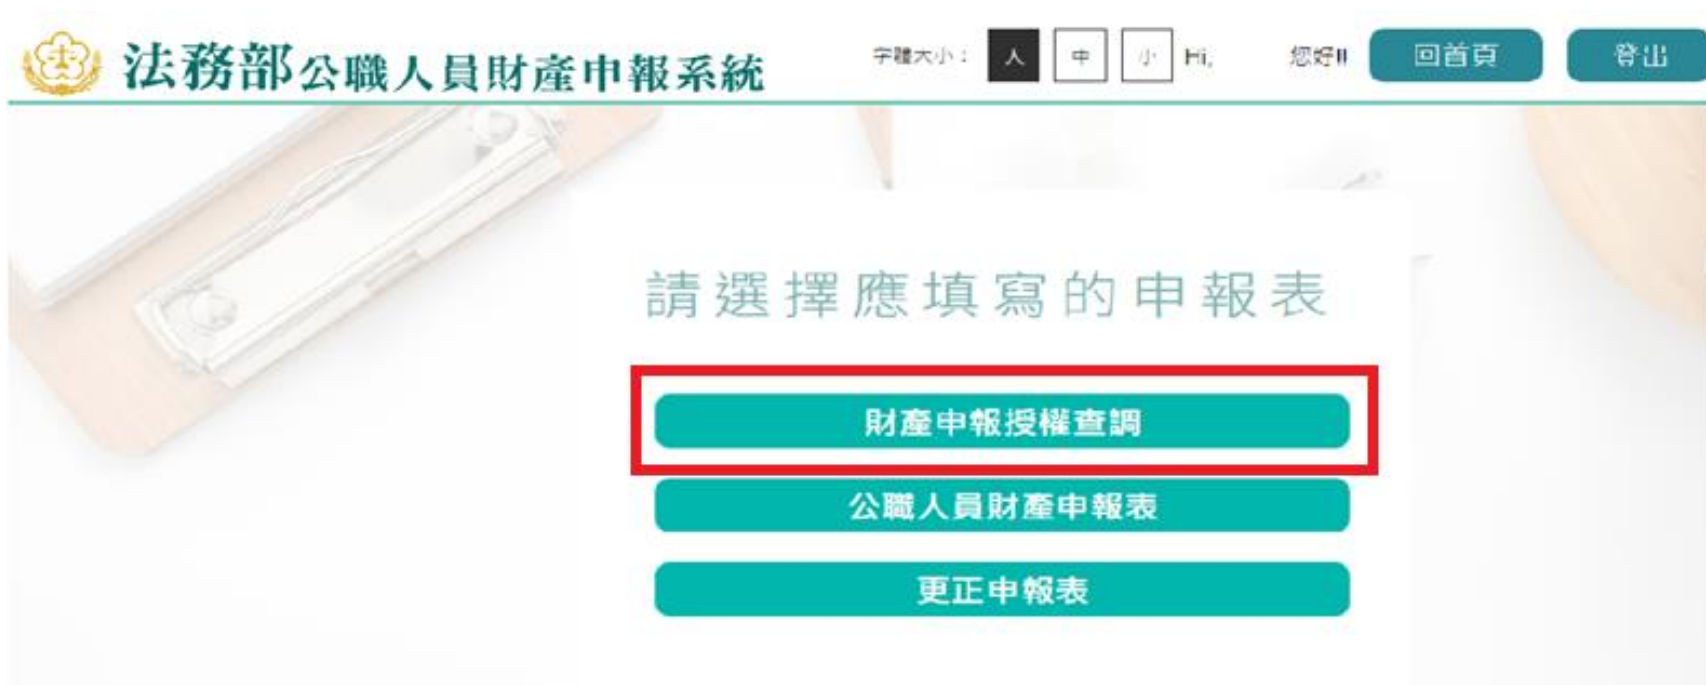 法務部公職人員財產申報系統
字體大小： 大 中 小 Hi, 您好!! 回首頁 登出
請選擇應填寫的申報表
財產申報授權查調
公職人員財產申報表
更正申報表